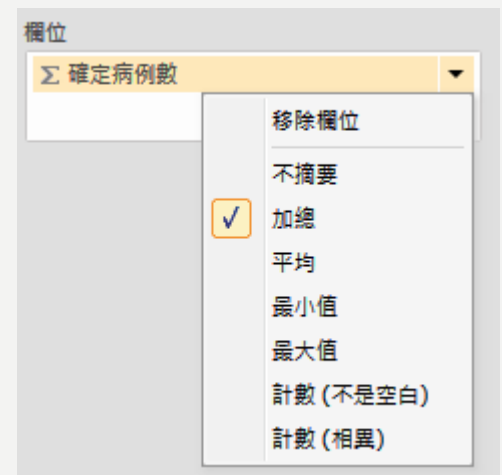 欄位
Σ 確定病例數
移除欄位
不摘要
加總
平均
最小值
最大值
計數 (不是空白)
計數 (相異)